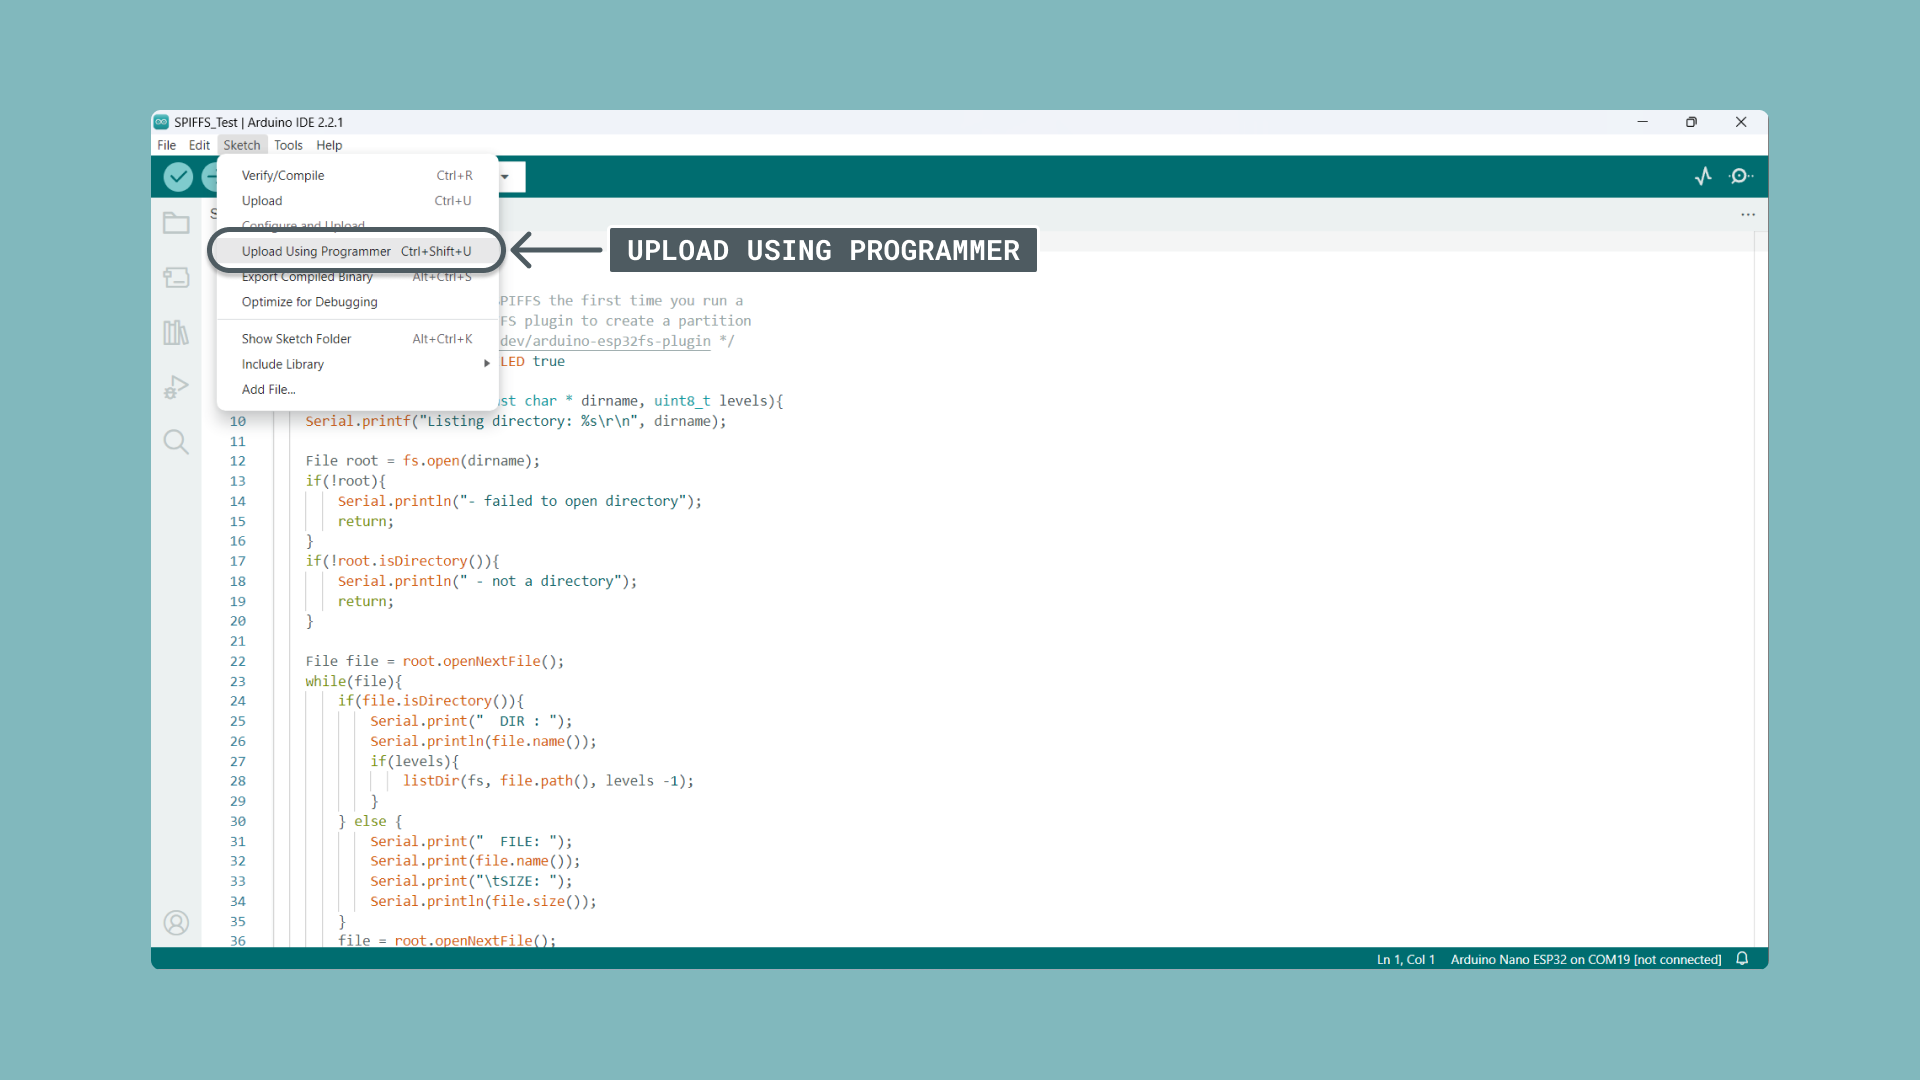 SPIFFS_Test | Arduino IDE 2.2.1
File Edit Sketch Tools Help
Verify/Compile Ctrl+R
Upload Ctrl+U
Configure and Upload
Upload Using Programmer Ctrl+Shift+U
UPLOAD USING PROGRAMMER
Export Compiled Binary Alt+Ctrl+S
Optimize for Debugging
Show Sketch Folder Alt+Ctrl+K
Include Library
Add File...
SPIFFS the first time you run a
FS plugin to create a partition
dev/arduino-esp32fs-plugin */
LED true
st char * dirname, uint8_t levels){
10 Serial.printf("Listing directory: %s\r\n", dirname);
11
12 File root = fs.open(dirname);
13 if(!root){
14 Serial.println("- failed to open directory");
15 return;
16 }
17 if(!root.isDirectory()){
18 Serial.println(" - not a directory");
19 return;
20 }
21
22 File file = root.openNextFile();
23 while(file){
24 if(file.isDirectory()){
25 Serial.print("  DIR : ");
26 Serial.println(file.name());
27 if(levels){
28 listDir(fs, file.path(), levels -1);
29 }
30 } else {
31 Serial.print("  FILE: ");
32 Serial.print(file.name());
33 Serial.print("\tSIZE: ");
34 Serial.println(file.size());
35 }
36 file = root.openNextFile();
Ln 1, Col 1 Arduino Nano ESP32 on COM19 [not connected]